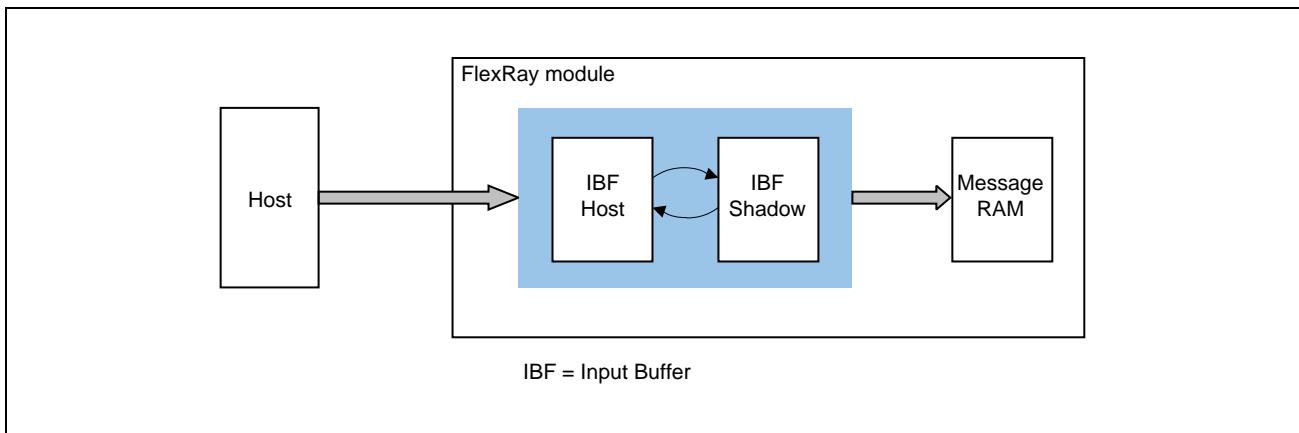 FlexRay module
Host
IBF
Host
IBF
Shadow
Message
RAM
IBF = Input Buffer